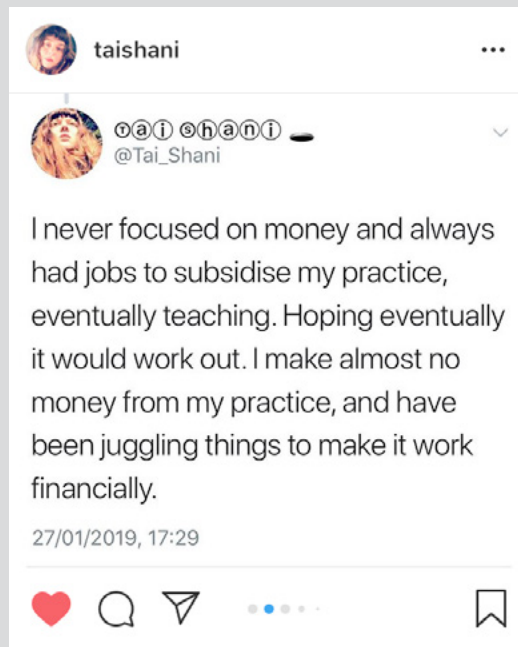 taishani
Ⓣⓐⓘ Ⓢⓗⓐⓝⓘ
@Tai_Shani
I never focused on money and always
had jobs to subsidise my practice,
eventually teaching. Hoping eventually
it would work out. I make almost no
money from my practice, and have
been juggling things to make it work
financially.
27/01/2019, 17:29